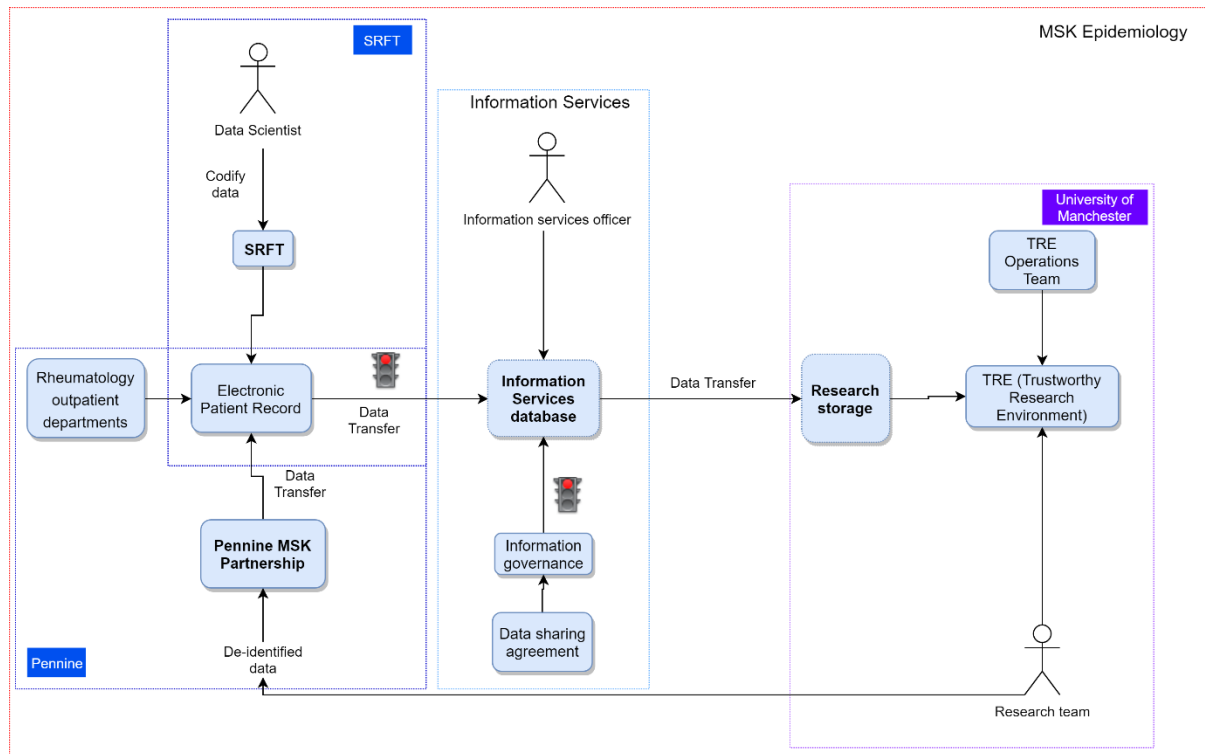 MSK Epidemiology
SRFT
Data Scientist
Codify
data
SRFT
Information Services
Information services officer
University of
Manchester
TRE
Operations
Team
Rheumatology
outpatient
departments
Electronic
Patient Record
Data
Transfer
Information
Services
database
Data Transfer
Research
storage
TRE (Trustworthy
Research
Environment)
Data
Transfer
Pennine MSK
Partnership
Information
governance
Data sharing
agreement
De-identified
data
Pennine
Research team